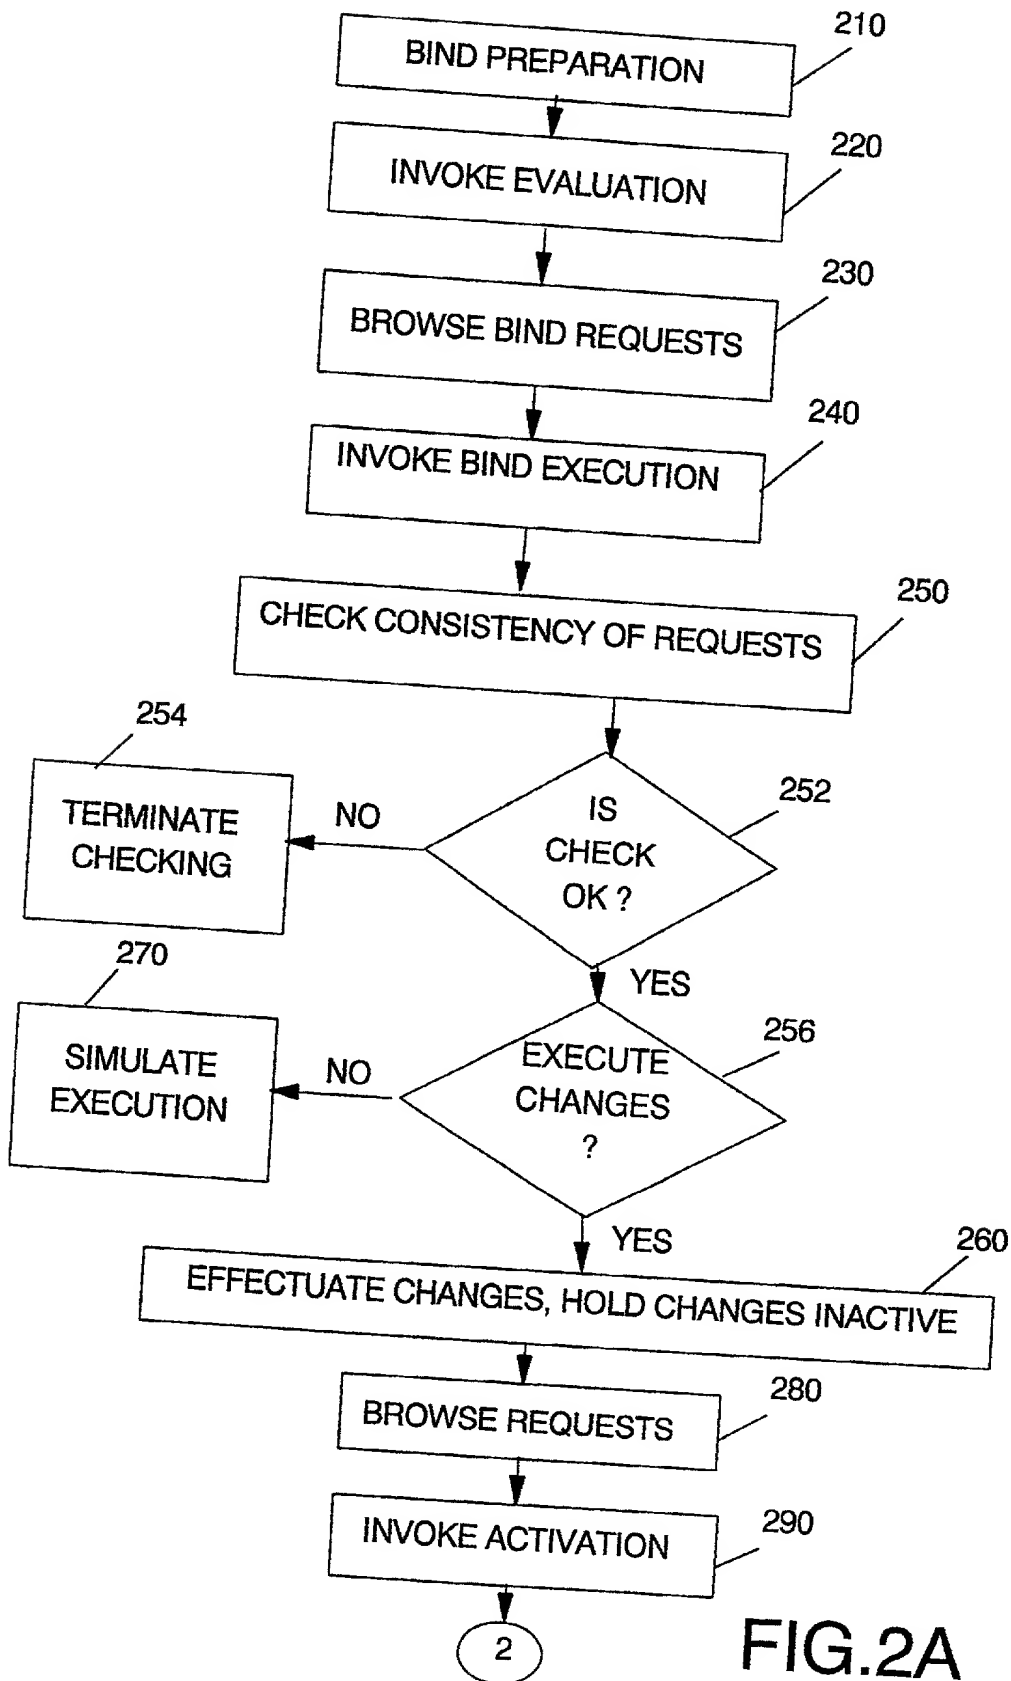 210
BIND PREPARATION
220
INVOKE EVALUATION
230
BROWSE BIND REQUESTS
240
INVOKE BIND EXECUTION
250
CHECK CONSISTENCY OF REQUESTS
254
TERMINATE
CHECKING
NO
IS
CHECK
OK ?
252
YES
270
SIMULATE
EXECUTION
NO
EXECUTE
CHANGES
?
256
YES
260
EFFECTUATE CHANGES, HOLD CHANGES INACTIVE
280
BROWSE REQUESTS
290
INVOKE ACTIVATION
2
FIG.2A